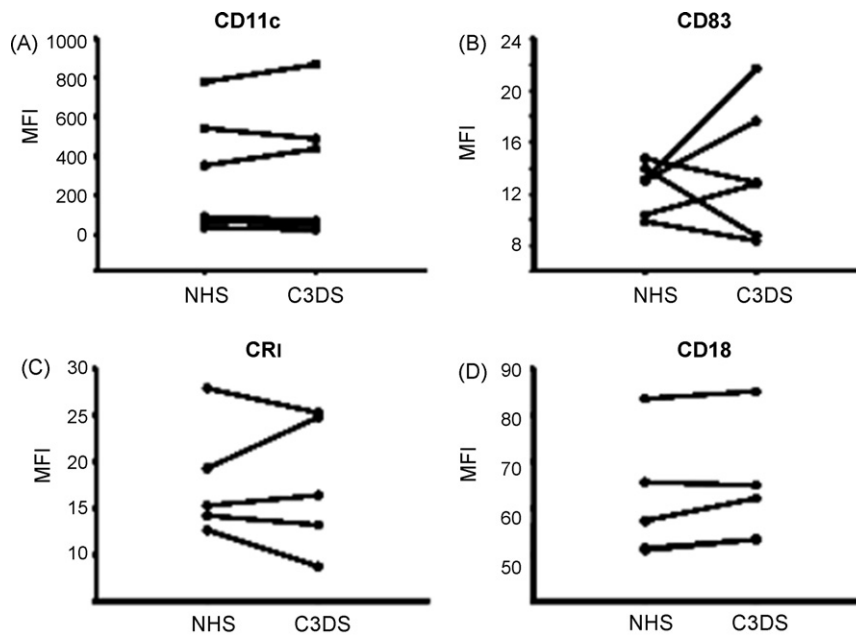 CD11c
(A)
MFI
1000
800
600
400
200
0
NHS C3DS
CD83
(B)
MFI
24
20
16
12
8
NHS C3DS
CRI
(C)
MFI
30
25
20
15
10
NHS C3DS
CD18
(D)
MFI
90
80
70
60
50
NHS C3DS